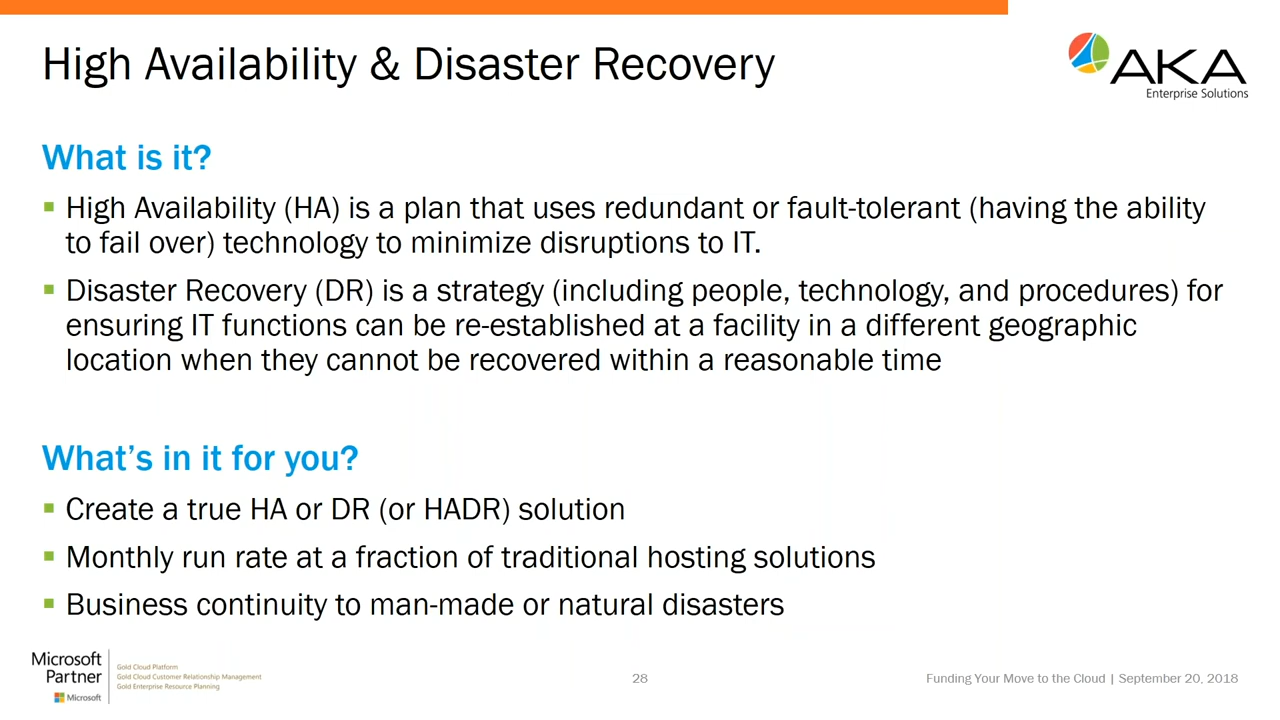 High Availability & Disaster Recovery
AKA
Enterprise Solutions
What is it?
High Availability (HA) is a plan that uses redundant or fault-tolerant (having the ability
to fail over) technology to minimize disruptions to IT.
Disaster Recovery (DR) is a strategy (including people, technology, and procedures) for
ensuring IT functions can be re-established at a facility in a different geographic
location when they cannot be recovered within a reasonable time
What's in it for you?
Create a true HA or DR (or HADR) solution
Monthly run rate at a fraction of traditional hosting solutions
Business continuity to man-made or natural disasters
Microsoft
Partner
Microsoft
Gold Cloud Platform
Gold Cloud Customer Relationship Management
Gold Enterprise Resource Planning
28
Funding Your Move to the Cloud | September 20, 2018